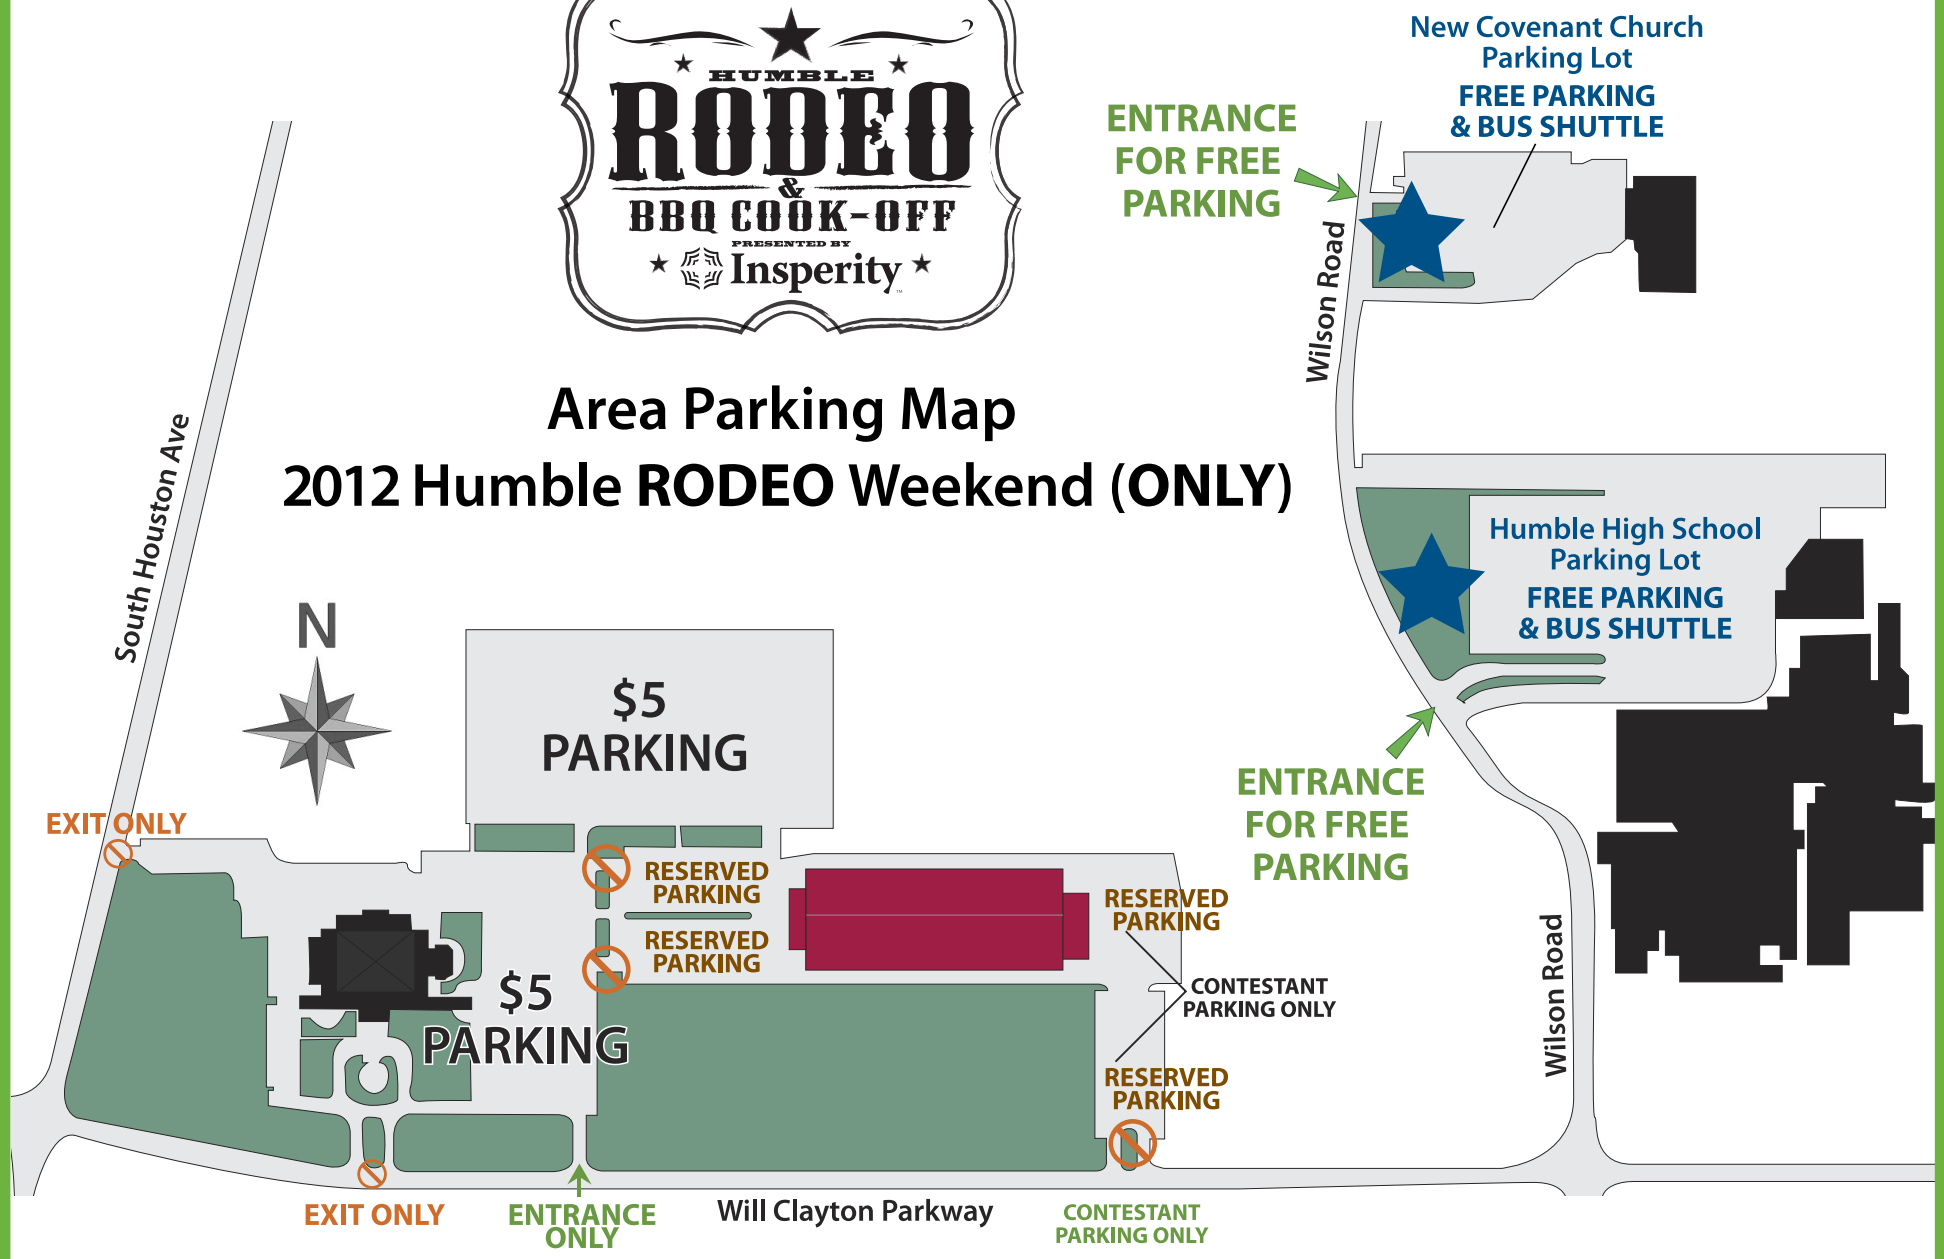 HUMBLE
RODEO
&
BBQ COOK-OFF
PRESENTED BY
Insperity
Area Parking Map
2012 Humble RODEO Weekend (ONLY)
New Covenant Church
Parking Lot
FREE PARKING
& BUS SHUTTLE
ENTRANCE
FOR FREE
PARKING
Wilson Road
South Houston Ave
N
Humble High School
Parking Lot
FREE PARKING
& BUS SHUTTLE
$5
PARKING
ENTRANCE
FOR FREE
PARKING
EXIT ONLY
RESERVED
PARKING
RESERVED
PARKING
RESERVED
PARKING
$5
PARKING
CONTESTANT
PARKING ONLY
Wilson Road
RESERVED
PARKING
EXIT ONLY
ENTRANCE
ONLY
Will Clayton Parkway
CONTESTANT
PARKING ONLY